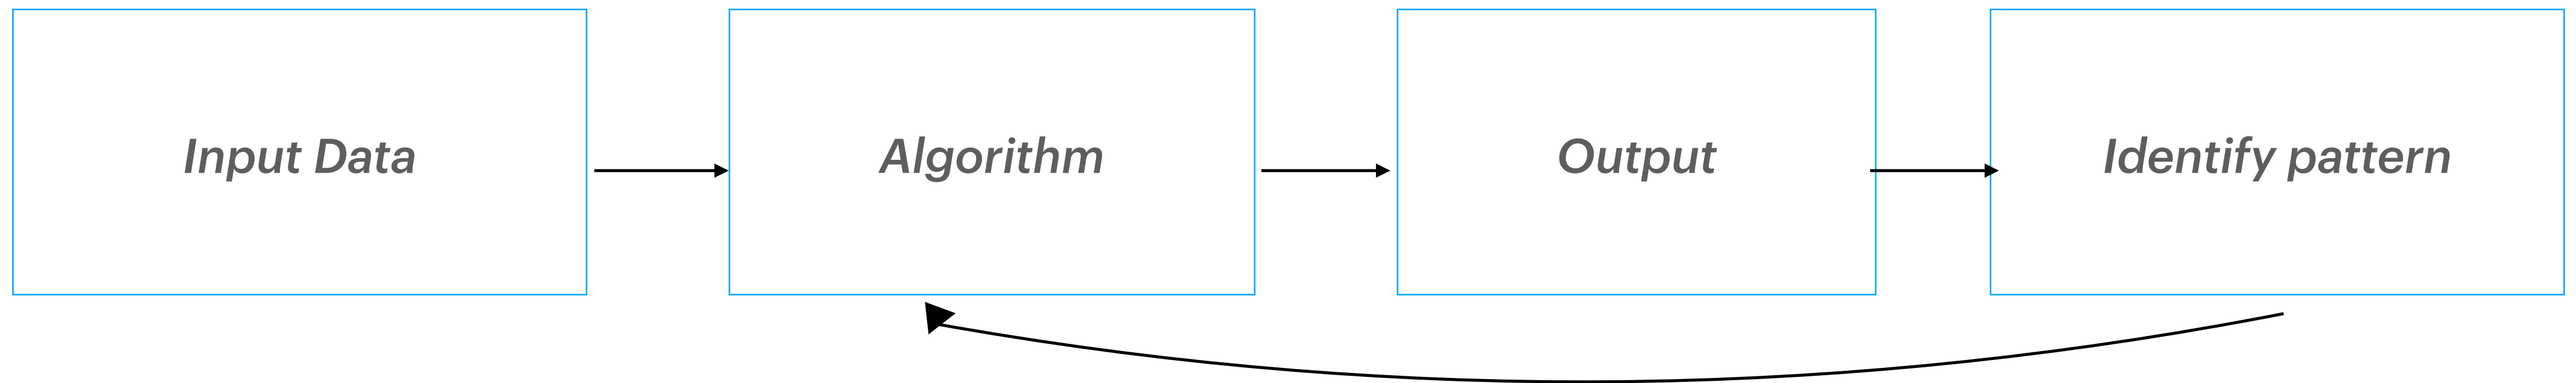 Input Data
Algorithm
Output
Identify pattern